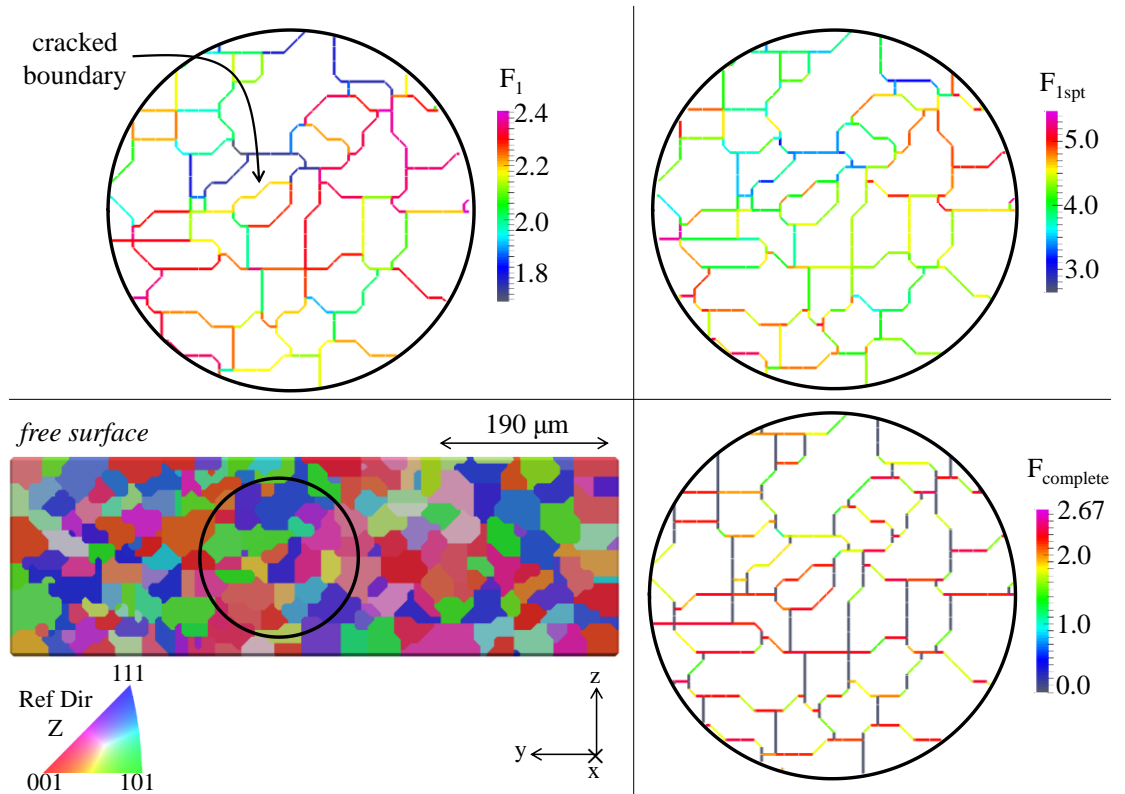 cracked
boundary
F1
2.4
2.2
2.0
1.8
F1spt
5.0
4.0
3.0
free surface
190 μm
111
Ref Dir
Z
001
101
z
y
x
Fcomplete
2.67
2.0
1.0
0.0